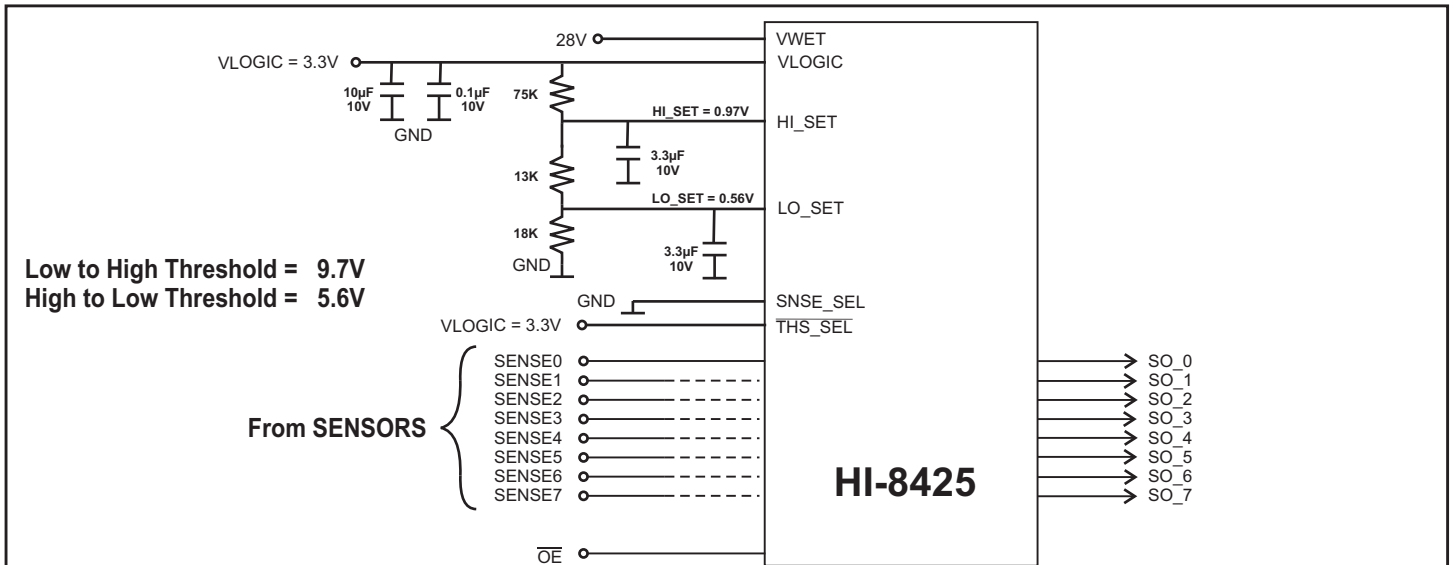 28V
VWET
VLOGIC = 3.3V
VLOGIC
10µF
10V
0.1µF
10V
GND
75K
HI_SET = 0.97V
HI_SET
3.3µF
10V
13K
LO_SET = 0.56V
LO_SET
18K
GND
3.3µF
10V
Low to High Threshold = 9.7V
High to Low Threshold = 5.6V
GND
SNSE_SEL
VLOGIC = 3.3V
THS_SEL
From SENSORS
SENSE0
SENSE1
SENSE2
SENSE3
SENSE4
SENSE5
SENSE6
SENSE7
HI-8425
SO_0
SO_1
SO_2
SO_3
SO_4
SO_5
SO_6
SO_7
OE